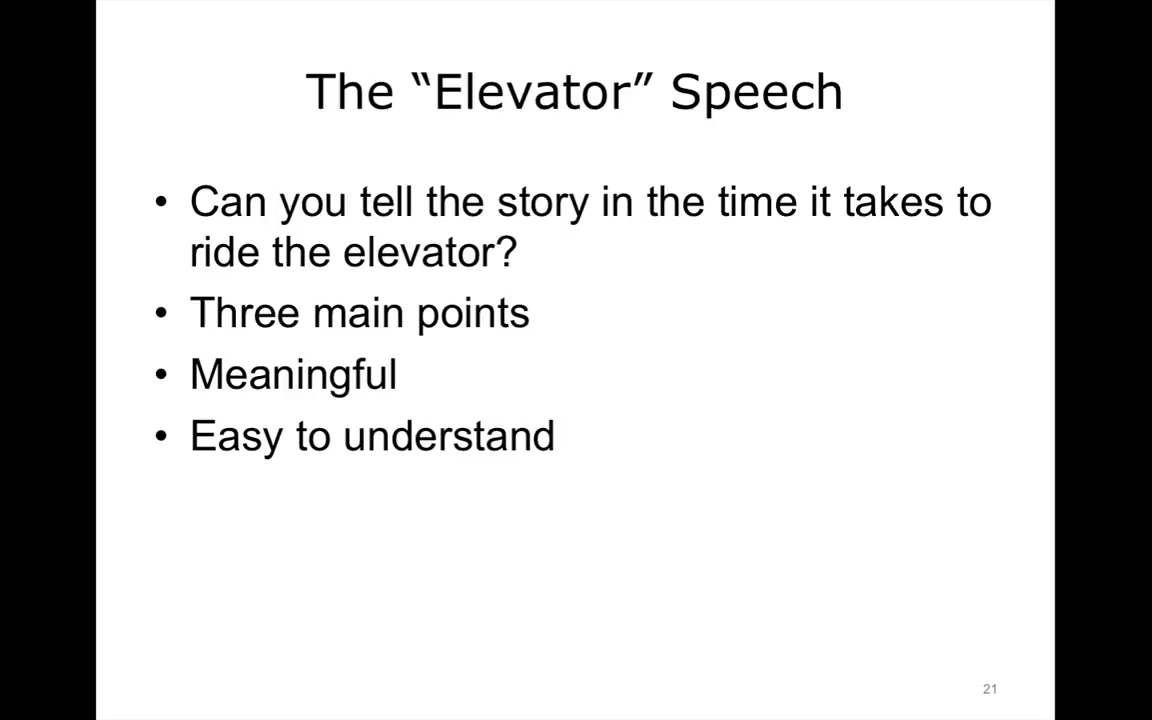 The “Elevator” Speech
• Can you tell the story in the time it takes to
ride the elevator?
• Three main points
• Meaningful
• Easy to understand
21